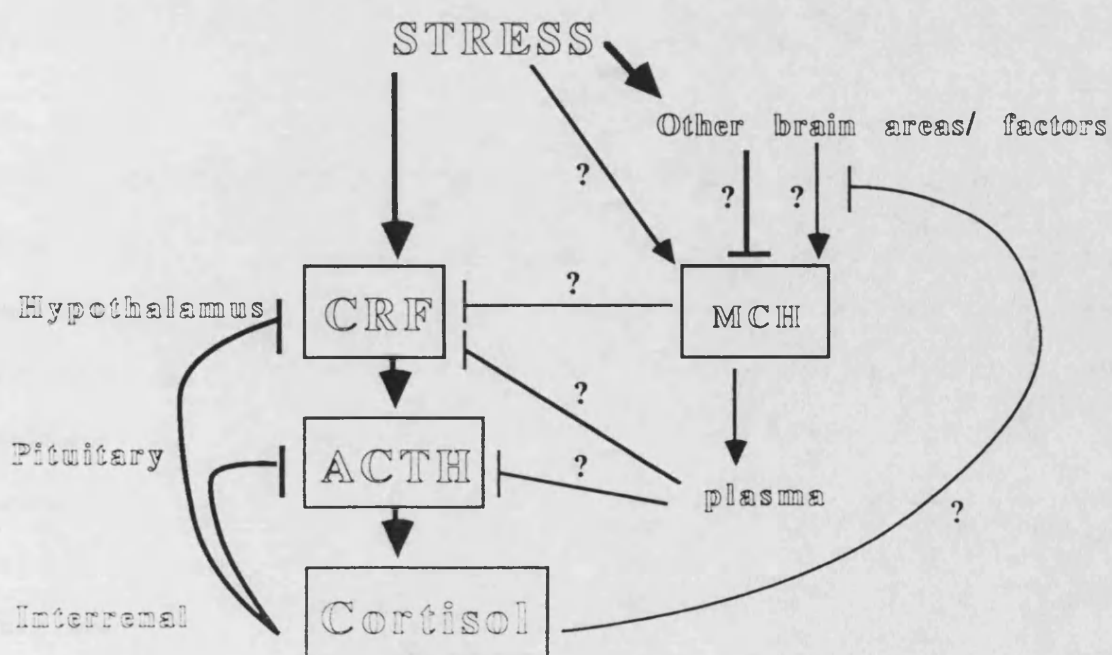 STRESS
Other brain areas/ factors
?
?
?
Hypothalamus
CRF
?
MCH
?
Pituitary
ACTH
?
plasma
?
Interrenal
Cortisol